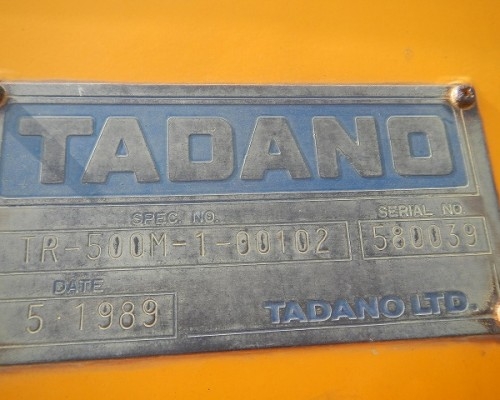 TADANO
SPEC. NO. SERIAL NO
TR-500M-1-00102 580039
DATE
5·1989 TADANO LTD.